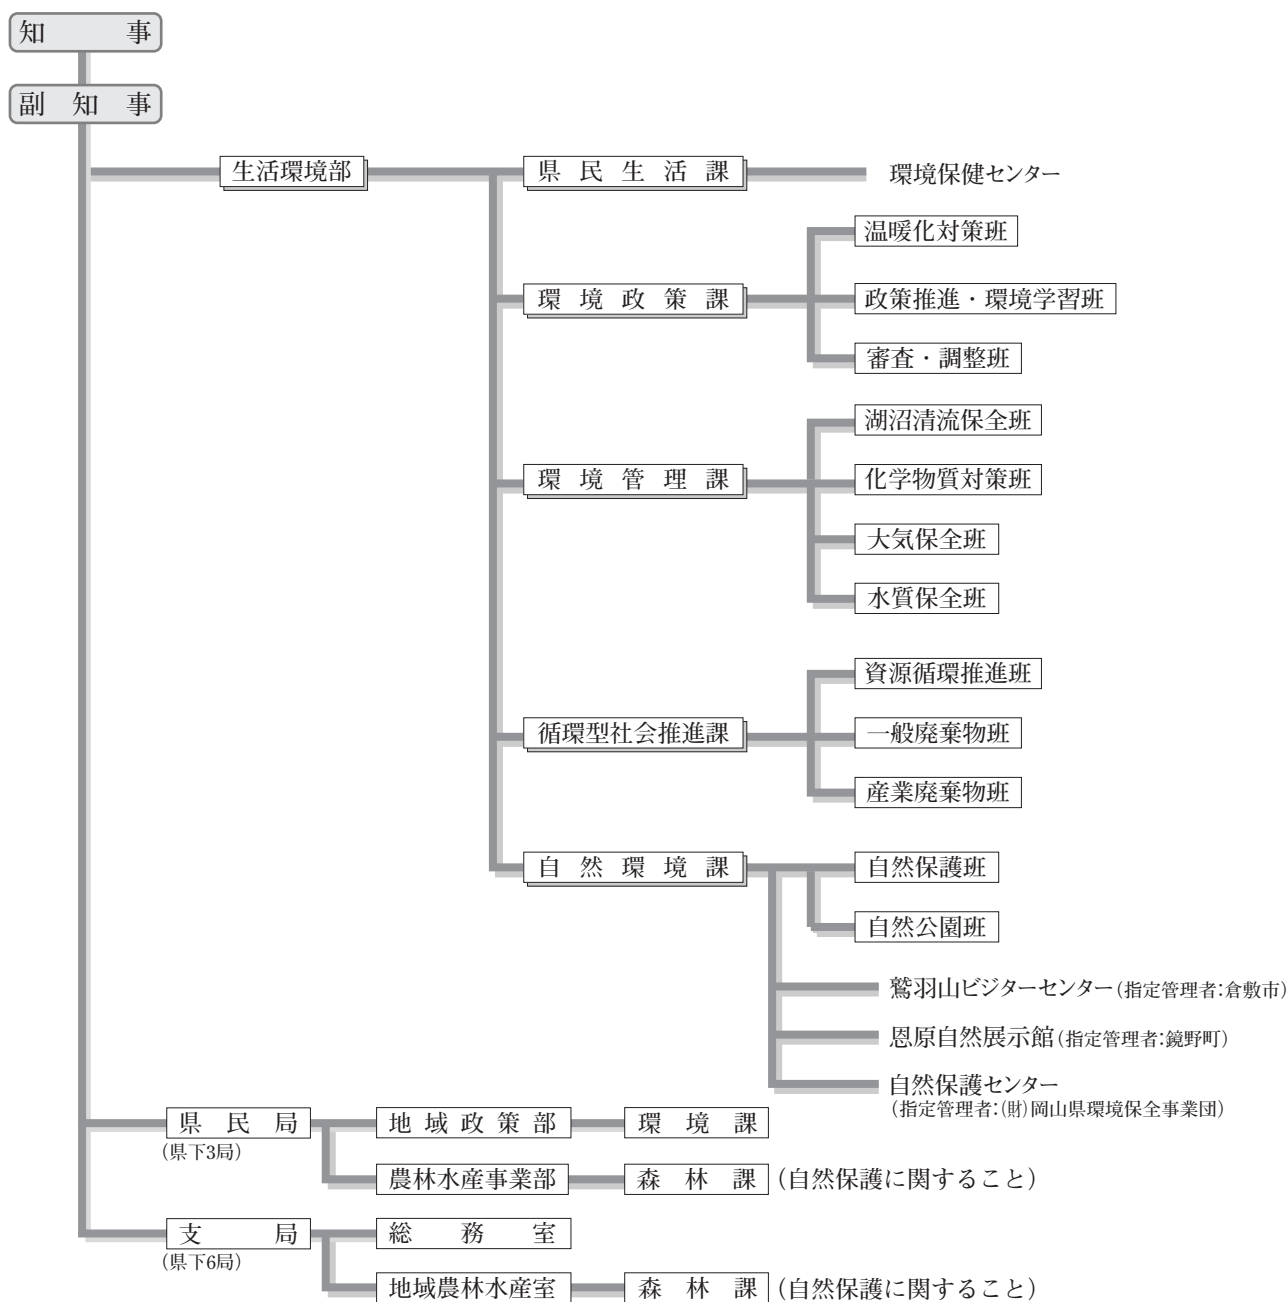 知事
副知事
生活環境部
県民生活課
環境保健センター
温暖化対策班
環境政策課
政策推進・環境学習班
審査・調整班
湖沼清流保全班
環境管理課
化学物質対策班
大気保全班
水質保全班
資源循環推進班
循環型社会推進課
一般廃棄物班
産業廃棄物班
自然環境課
自然保護班
自然公園班
鷲羽山ビジターセンター(指定管理者:倉敷市)
恩原自然展示館(指定管理者:鏡野町)
自然保護センター
(指定管理者:(財)岡山県環境保全事業団)
県民局 地域政策部 環境課
(県下3局)
農林水産事業部 森林課 (自然保護に関すること)
支局 総務室
(県下6局)
地域農林水産室 森林課 (自然保護に関すること)